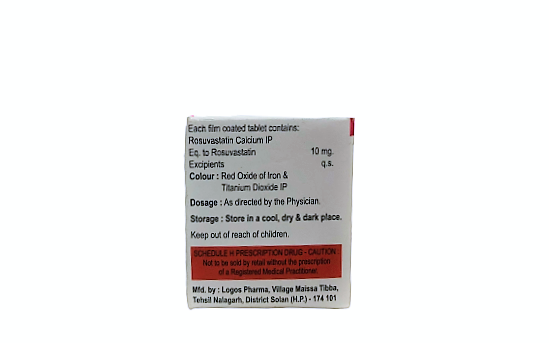 Each film coated tablet contains:
Rosuvastatin Calcium IP
Eq. to Rosuvastatin 10 mg.
Excipients q.s.
Colour : Red Oxide of Iron &
Titanium Dioxide IP
Dosage : As directed by the Physician.
Storage : Store in a cool, dry & dark place.
Keep out of reach of children.
SCHEDULE H PRESCRIPTION DRUG - CAUTION
Not to be sold by retail without the prescription
of a Registered Medical Practitioner.
Mfd. by : Logos Pharma, Village Maissa Tibba,
Tehsil Nalagarh, District Solan (H.P.) - 174 101